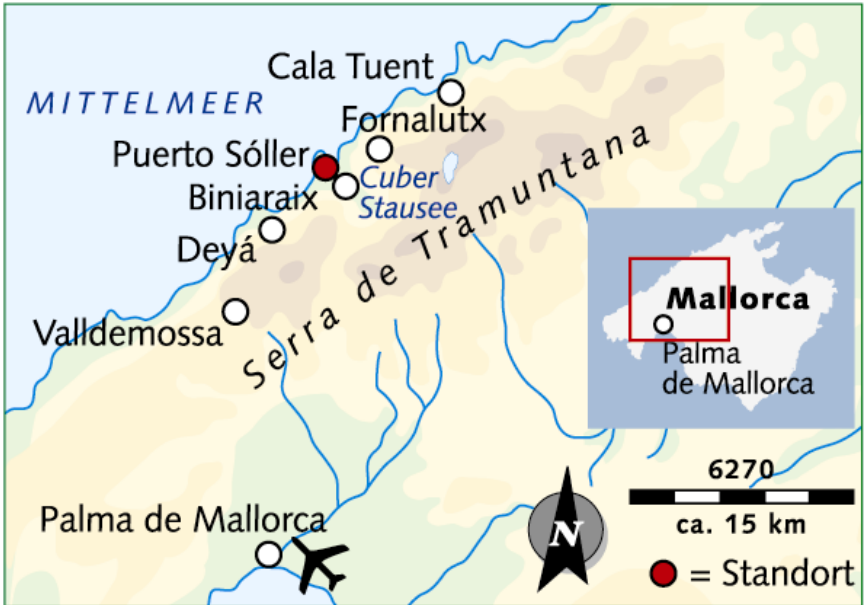 Cala Tuent
MITTELMEER
Fornalutx
Puerto Sóller
Biniaraix
Cuber
Stausee
Deyá
Serra de Tramuntana
Valldemossa
Mallorca
Palma
de Mallorca
6270
ca. 15 km
Palma de Mallorca
N
= Standort